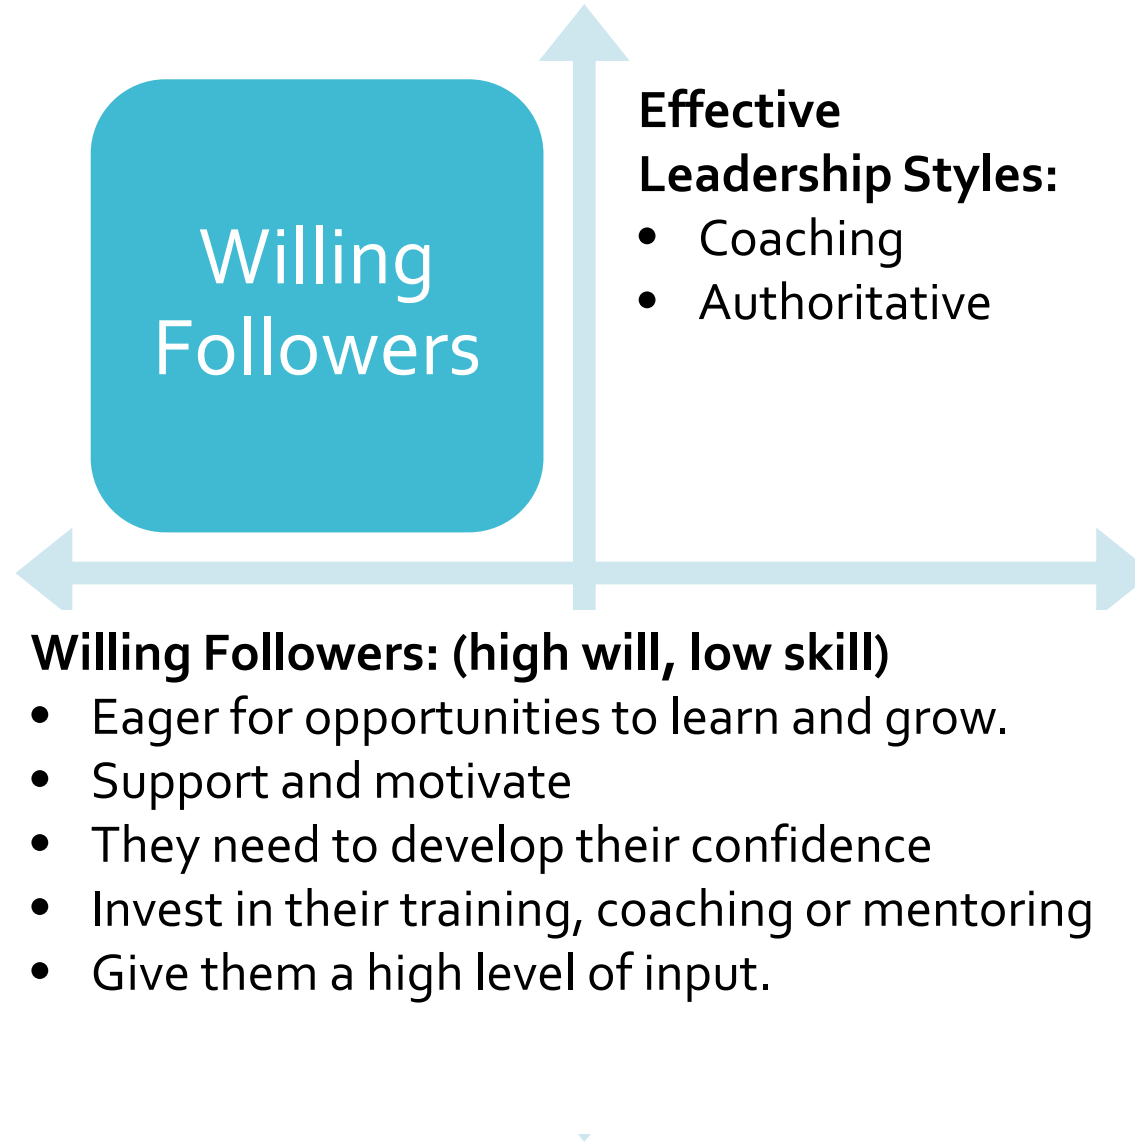 Willing
Followers
Effective
Leadership Styles:
• Coaching
• Authoritative
Willing Followers: (high will, low skill)
• Eager for opportunities to learn and grow.
• Support and motivate
• They need to develop their confidence
• Invest in their training, coaching or mentoring
• Give them a high level of input.